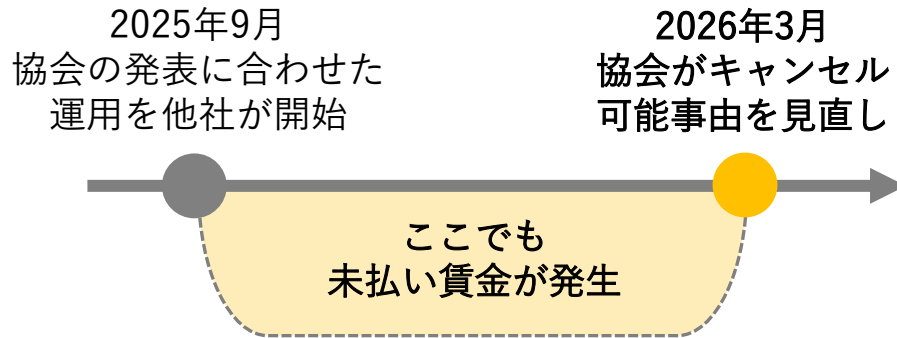 2025年9月
協会の発表に合わせた
運用を他社が開始
2026年3月
協会がキャンセル
可能事由を見直し
ここでも
未払い賃金が発生